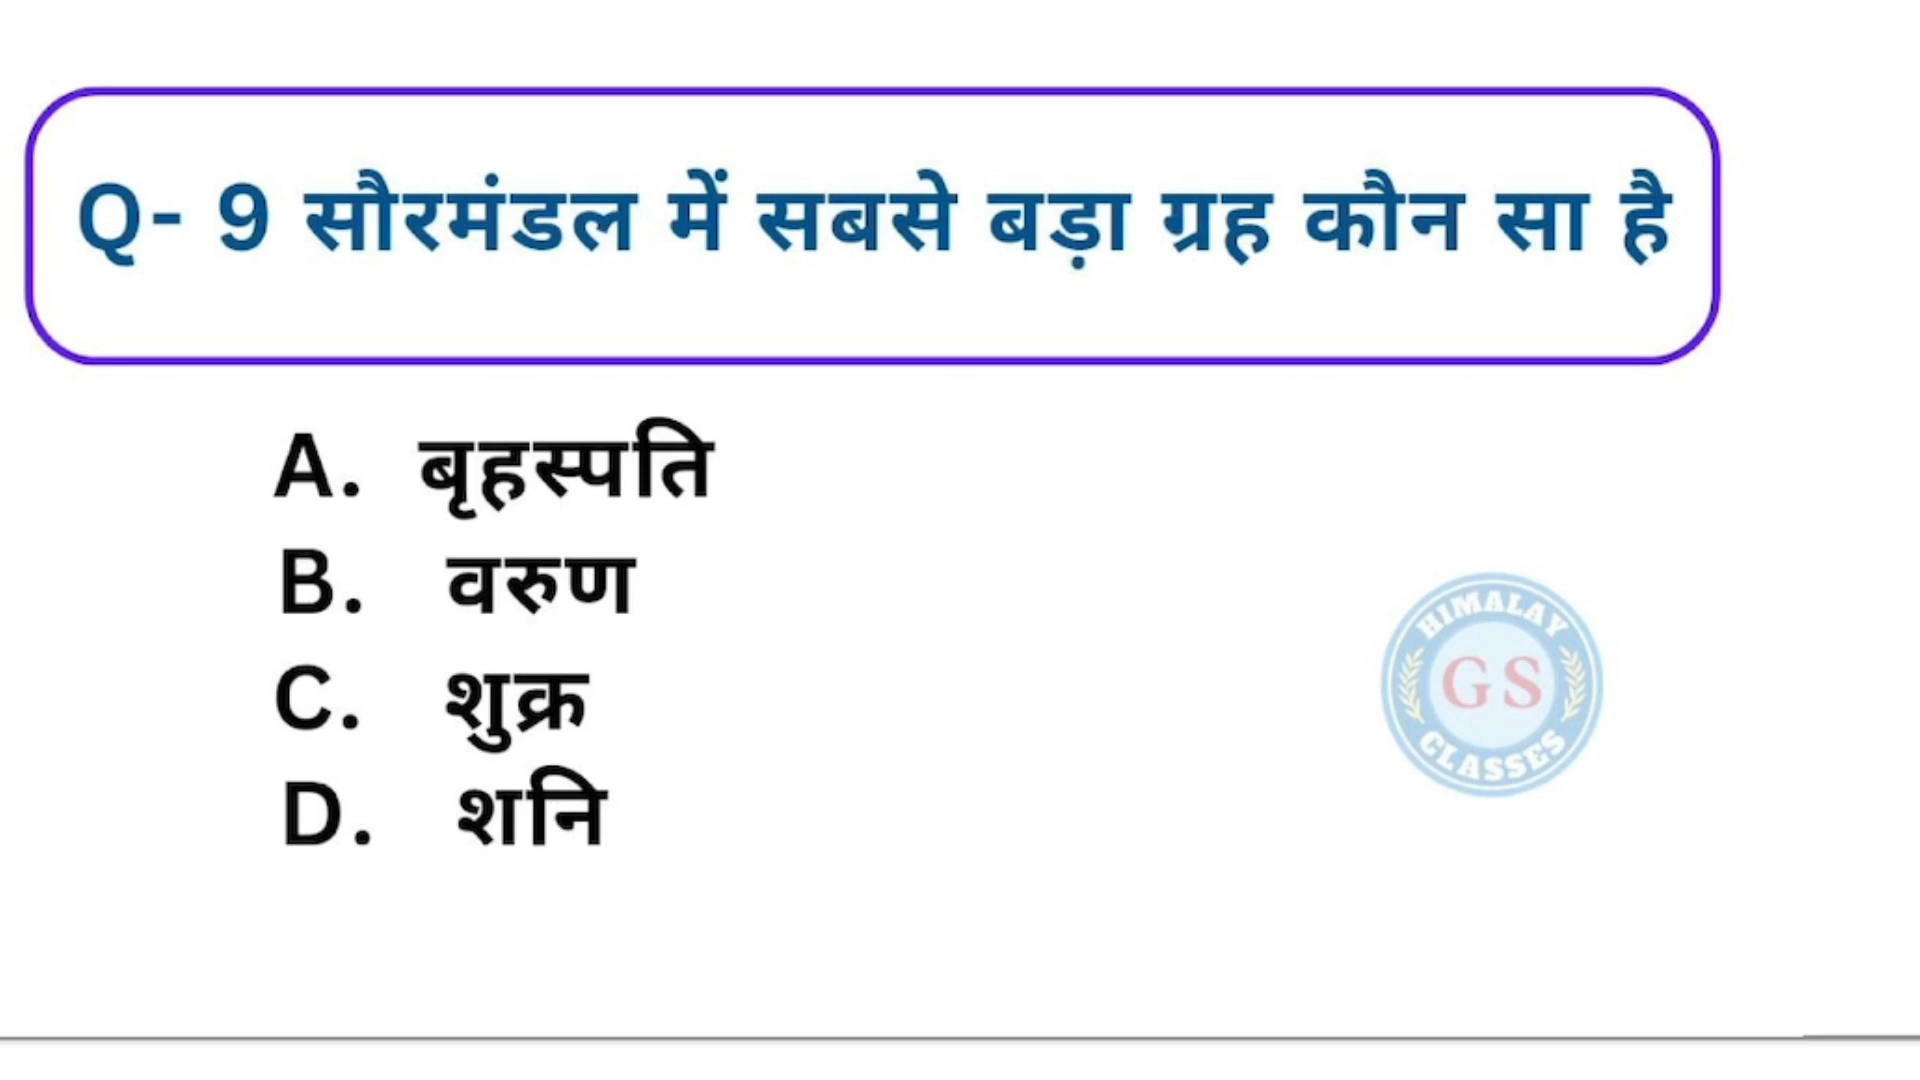 Q- 9 सौरमंडल में सबसे बड़ा ग्रह कौन सा है
A. बृहस्पति
B. वरुण
C. शुक्र
D. शनि
HIMALAY
GS
CLASSES